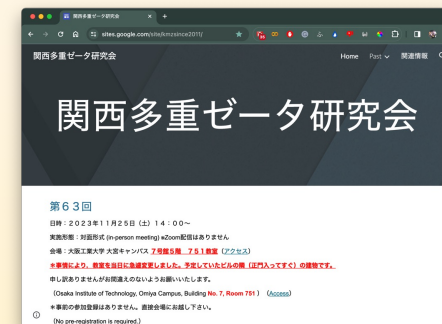 関西多重ゼータ研究会
sites.google.com/site/kmzsince2011/
関西多重ゼータ研究会
Home Past 関連情報
関西多重ゼータ研究会
第63回
日時：2023年11月25日（土）14：00〜
実施形態：対面形式 (in-person meeting) ※Zoom配信はありません
会場：大阪工業大学 大宮キャンパス 7号館5階 751教室（アクセス）
＊事情により、教室を当日に急遽変更しました。予定していたビルの隣（正門入ってすぐ）の建物です。
申し訳ありませんがお間違えのないようお願いいたします。
（Osaka Institute of Technology, Omiya Campus, Building No. 7, Room 751 ）（Access）
＊事前の参加登録はありません。直接会場にお越し下さい。
（No pre-registration is required.）